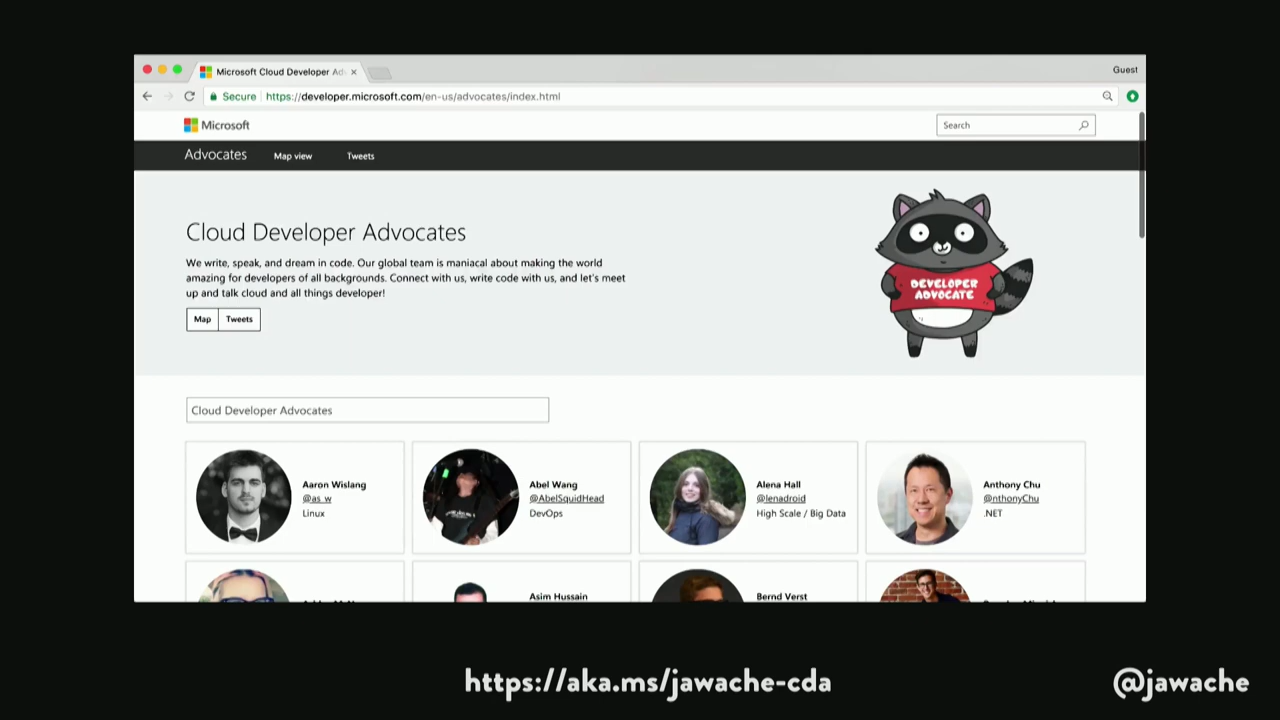 Microsoft Cloud Developer Ad
Guest
Secure
https://developer.microsoft.com/en-us/advocates/index.html
Microsoft
Search
Advocates
Map view
Tweets
Cloud Developer Advocates
We write, speak, and dream in code. Our global team is maniacal about making the world
amazing for developers of all backgrounds. Connect with us, write code with us, and let's meet
up and talk cloud and all things developer!
Map
Tweets
DEVELOPER
ADVOCATE
Cloud Developer Advocates
Aaron Wislang
@as_w
Linux
Abel Wang
@AbelSquidHead
DevOps
Alena Hall
@lenadroid
High Scale / Big Data
Anthony Chu
@nthonyChu
.NET
Asim Hussain
Bernd Verst
https://aka.ms/jawache-cda
@jawache